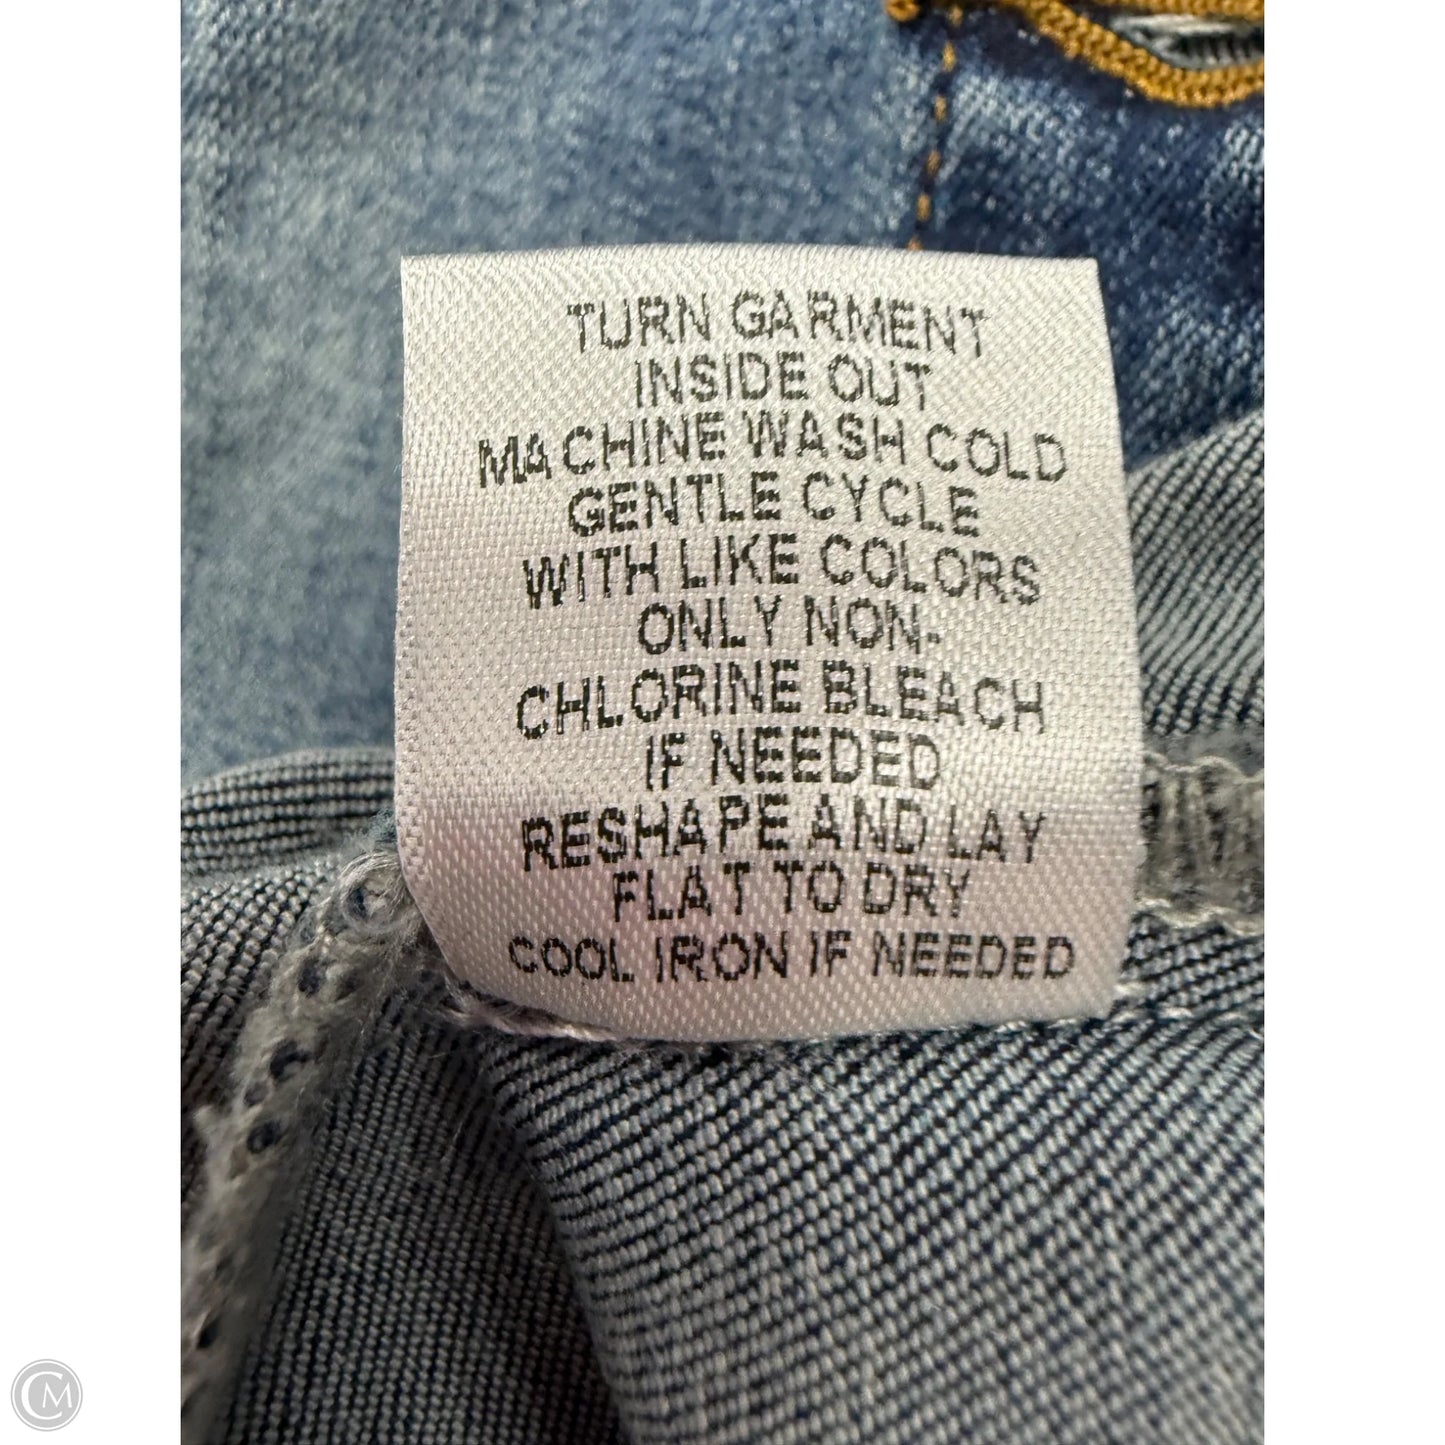 TURN GARMENT
INSIDE OUT
MACHINE WASH COLD
GENTLE CYCLE
WITH LIKE COLORS
ONLY NON-
CHLORINE BLEACH
IF NEEDED
RESHAPE AND LAY
FLAT TO DRY
COOL IRON IF NEEDED
CM